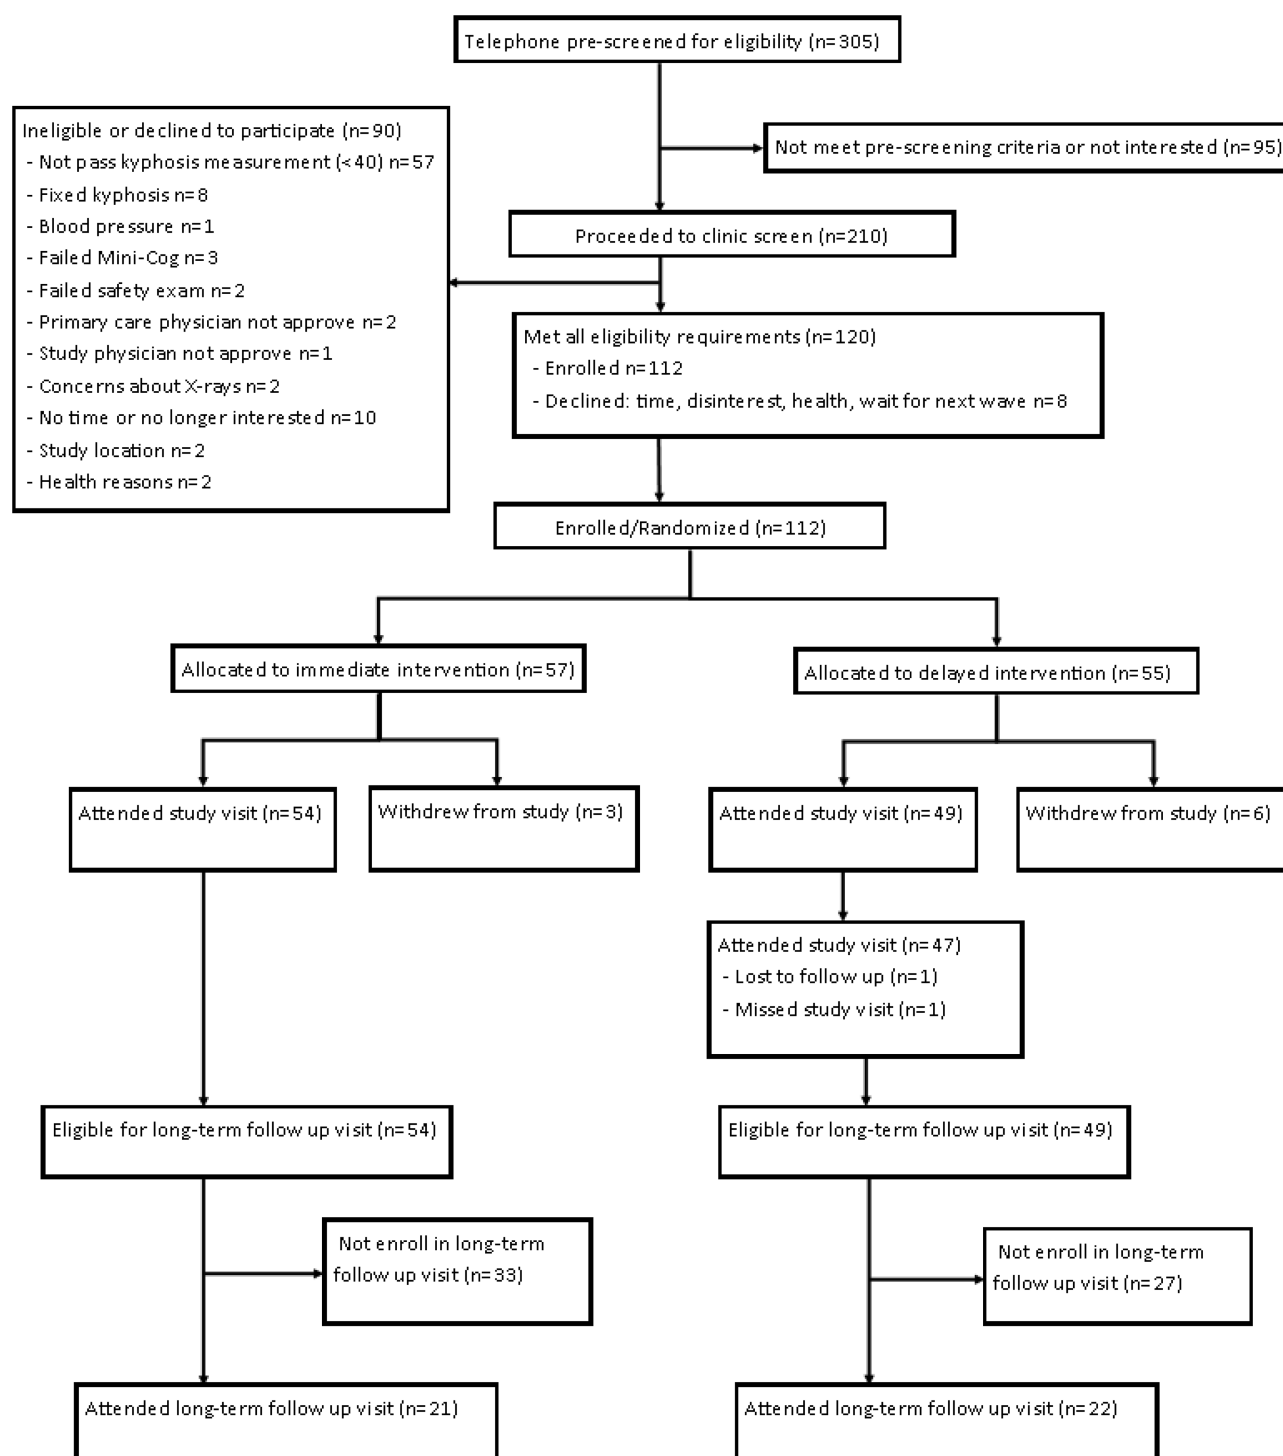 Telephone pre-screened for eligibility (n=305)
Not meet pre-screening criteria or not interested (n=95)
Proceeded to clinic screen (n=210)
Ineligible or declined to participate (n=90)
- Not pass kyphosis measurement (<40) n=57
- Fixed kyphosis n=8
- Blood pressure n=1
- Failed Mini-Cog n=3
- Failed safety exam n=2
- Primary care physician not approve n=2
- Study physician not approve n=1
- Concerns about X-rays n=2
- No time or no longer interested n=10
- Study location n=2
- Health reasons n=2
Met all eligibility requirements (n=120)
- Enrolled n=112
- Declined: time, disinterest, health, wait for next wave n=8
Enrolled/Randomized (n=112)
Allocated to immediate intervention (n=57)
Allocated to delayed intervention (n=55)
Attended study visit (n=54)
Withdrew from study (n=3)
Attended study visit (n=49)
Withdrew from study (n=6)
Attended study visit (n=47)
- Lost to follow up (n=1)
- Missed study visit (n=1)
Eligible for long-term follow up visit (n=54)
Eligible for long-term follow up visit (n=49)
Not enroll in long-term
follow up visit (n=33)
Not enroll in long-term
follow up visit (n=27)
Attended long-term follow up visit (n=21)
Attended long-term follow up visit (n=22)